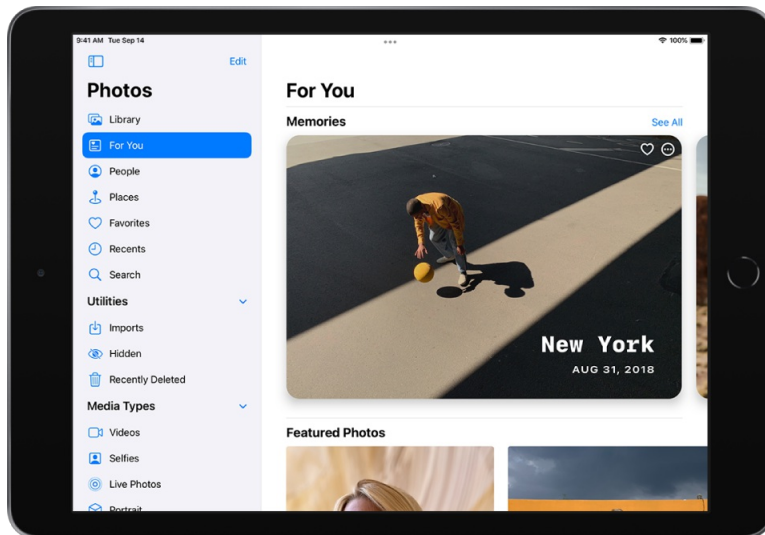 9:41 AM Tue Sep 14
100%
Edit
Photos
Library
For You
People
Places
Favorites
Recents
Search
Utilities
Imports
Hidden
Recently Deleted
Media Types
Videos
Selfies
Live Photos
Portrait
For You
Memories
See All
New York
AUG 31, 2018
Featured Photos